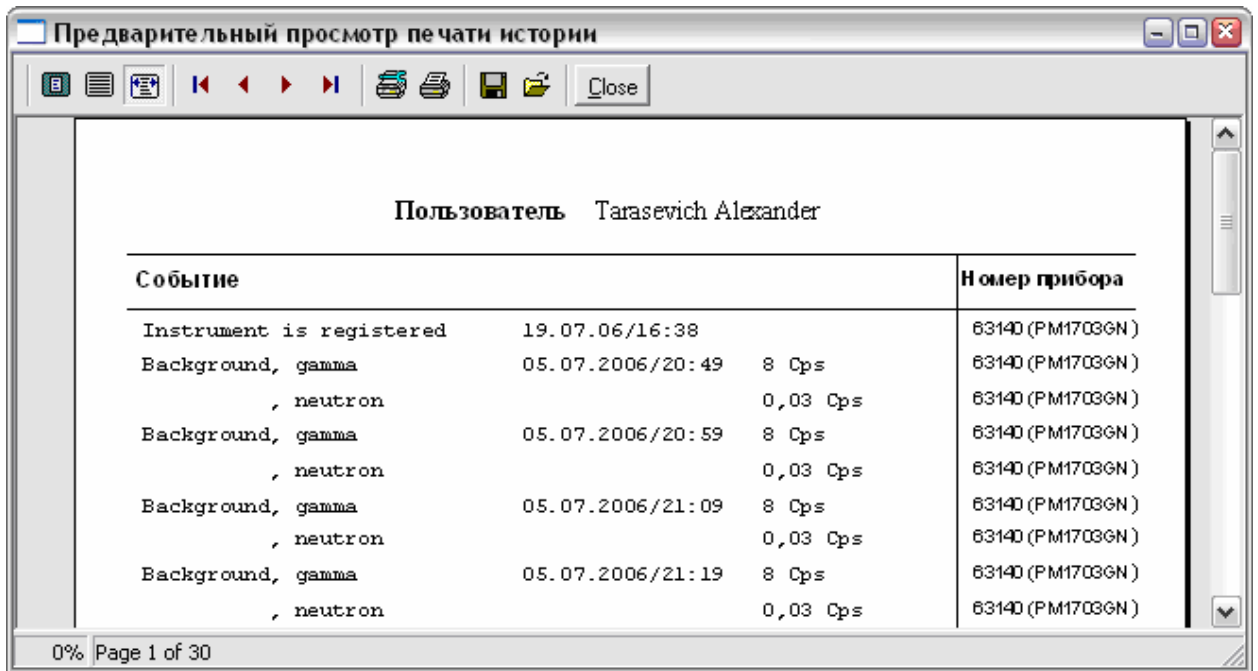 Предварительный просмотр печати истории
Close
Пользователь Tarasevich Alexander
Событие Номер прибора
Instrument is registered 19.07.06/16:38 63140 (PM1703GN)
Background, gamma 05.07.2006/20:49 8 Cps 63140 (PM1703GN)
, neutron 0,03 Cps 63140 (PM1703GN)
Background, gamma 05.07.2006/20:59 8 Cps 63140 (PM1703GN)
, neutron 0,03 Cps 63140 (PM1703GN)
Background, gamma 05.07.2006/21:09 8 Cps 63140 (PM1703GN)
, neutron 0,03 Cps 63140 (PM1703GN)
Background, gamma 05.07.2006/21:19 8 Cps 63140 (PM1703GN)
, neutron 0,03 Cps 63140 (PM1703GN)
0% Page 1 of 30